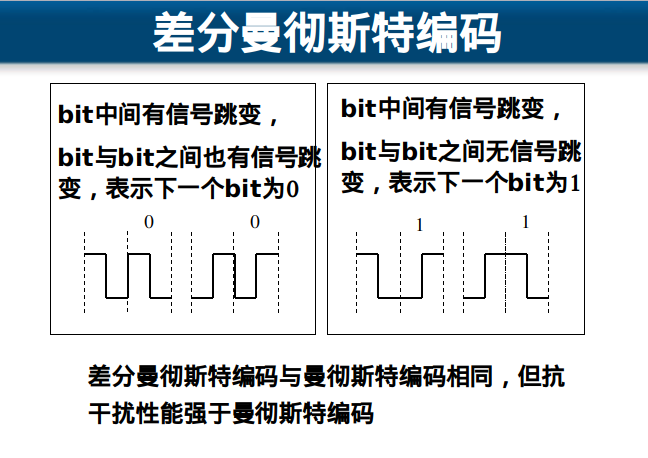 差分曼彻斯特编码
bit中间有信号跳变，
bit与bit之间也有信号跳
变，表示下一个bit为0
0 0
bit中间有信号跳变，
bit与bit之间无信号跳
变，表示下一个bit为1
1 1
差分曼彻斯特编码与曼彻斯特编码相同，但抗
干扰性能强于曼彻斯特编码